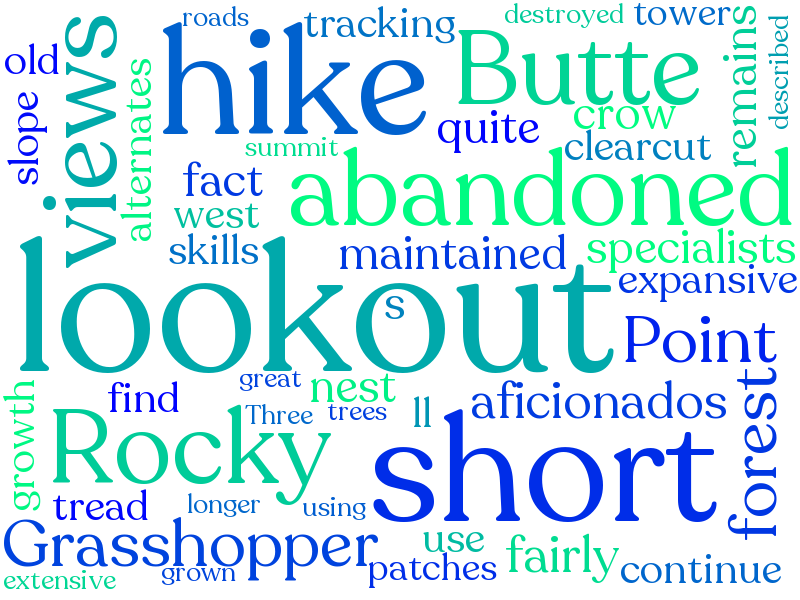 roads
tracking
destroyed
towers
old
views
hike
Butte
remains
described
slope
alternates
quite
crow
summit
clearcut
fact
abandoned
west
skills
maintained
specialists
expansive
lookout
s
Point
growth
find
great
nest
Three
trees
ll
aficionados
forest
Rocky
short
tread
longer
using
Grasshopper
use
fairly
extensive
grown
patches
continue